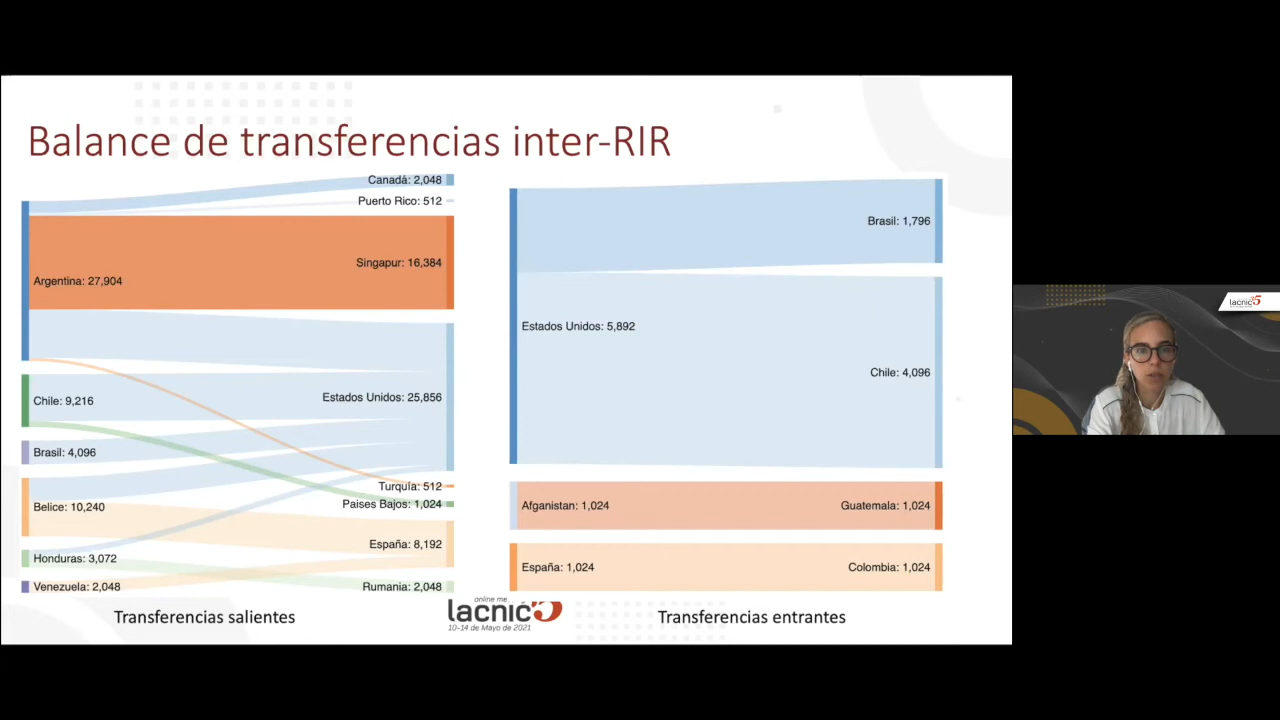 Balance de transferencias inter-RIR
Canadá: 2,048
Puerto Rico: 512
Singapur: 16,384
Argentina: 27,904
Estados Unidos: 25,856
Chile: 9,216
Brasil: 4,096
Turquía: 512
Paises Bajos: 1,024
Belice: 10,240
España: 8,192
Honduras: 3,072
Venezuela: 2,048
Rumania: 2,048
Transferencias salientes
Brasil: 1,796
Estados Unidos: 5,892
Chile: 4,096
Afganistan: 1,024
Guatemala: 1,024
España: 1,024
Colombia: 1,024
Transferencias entrantes
online me
lacnic35
10-14 de Mayo de 2021
lacnic35